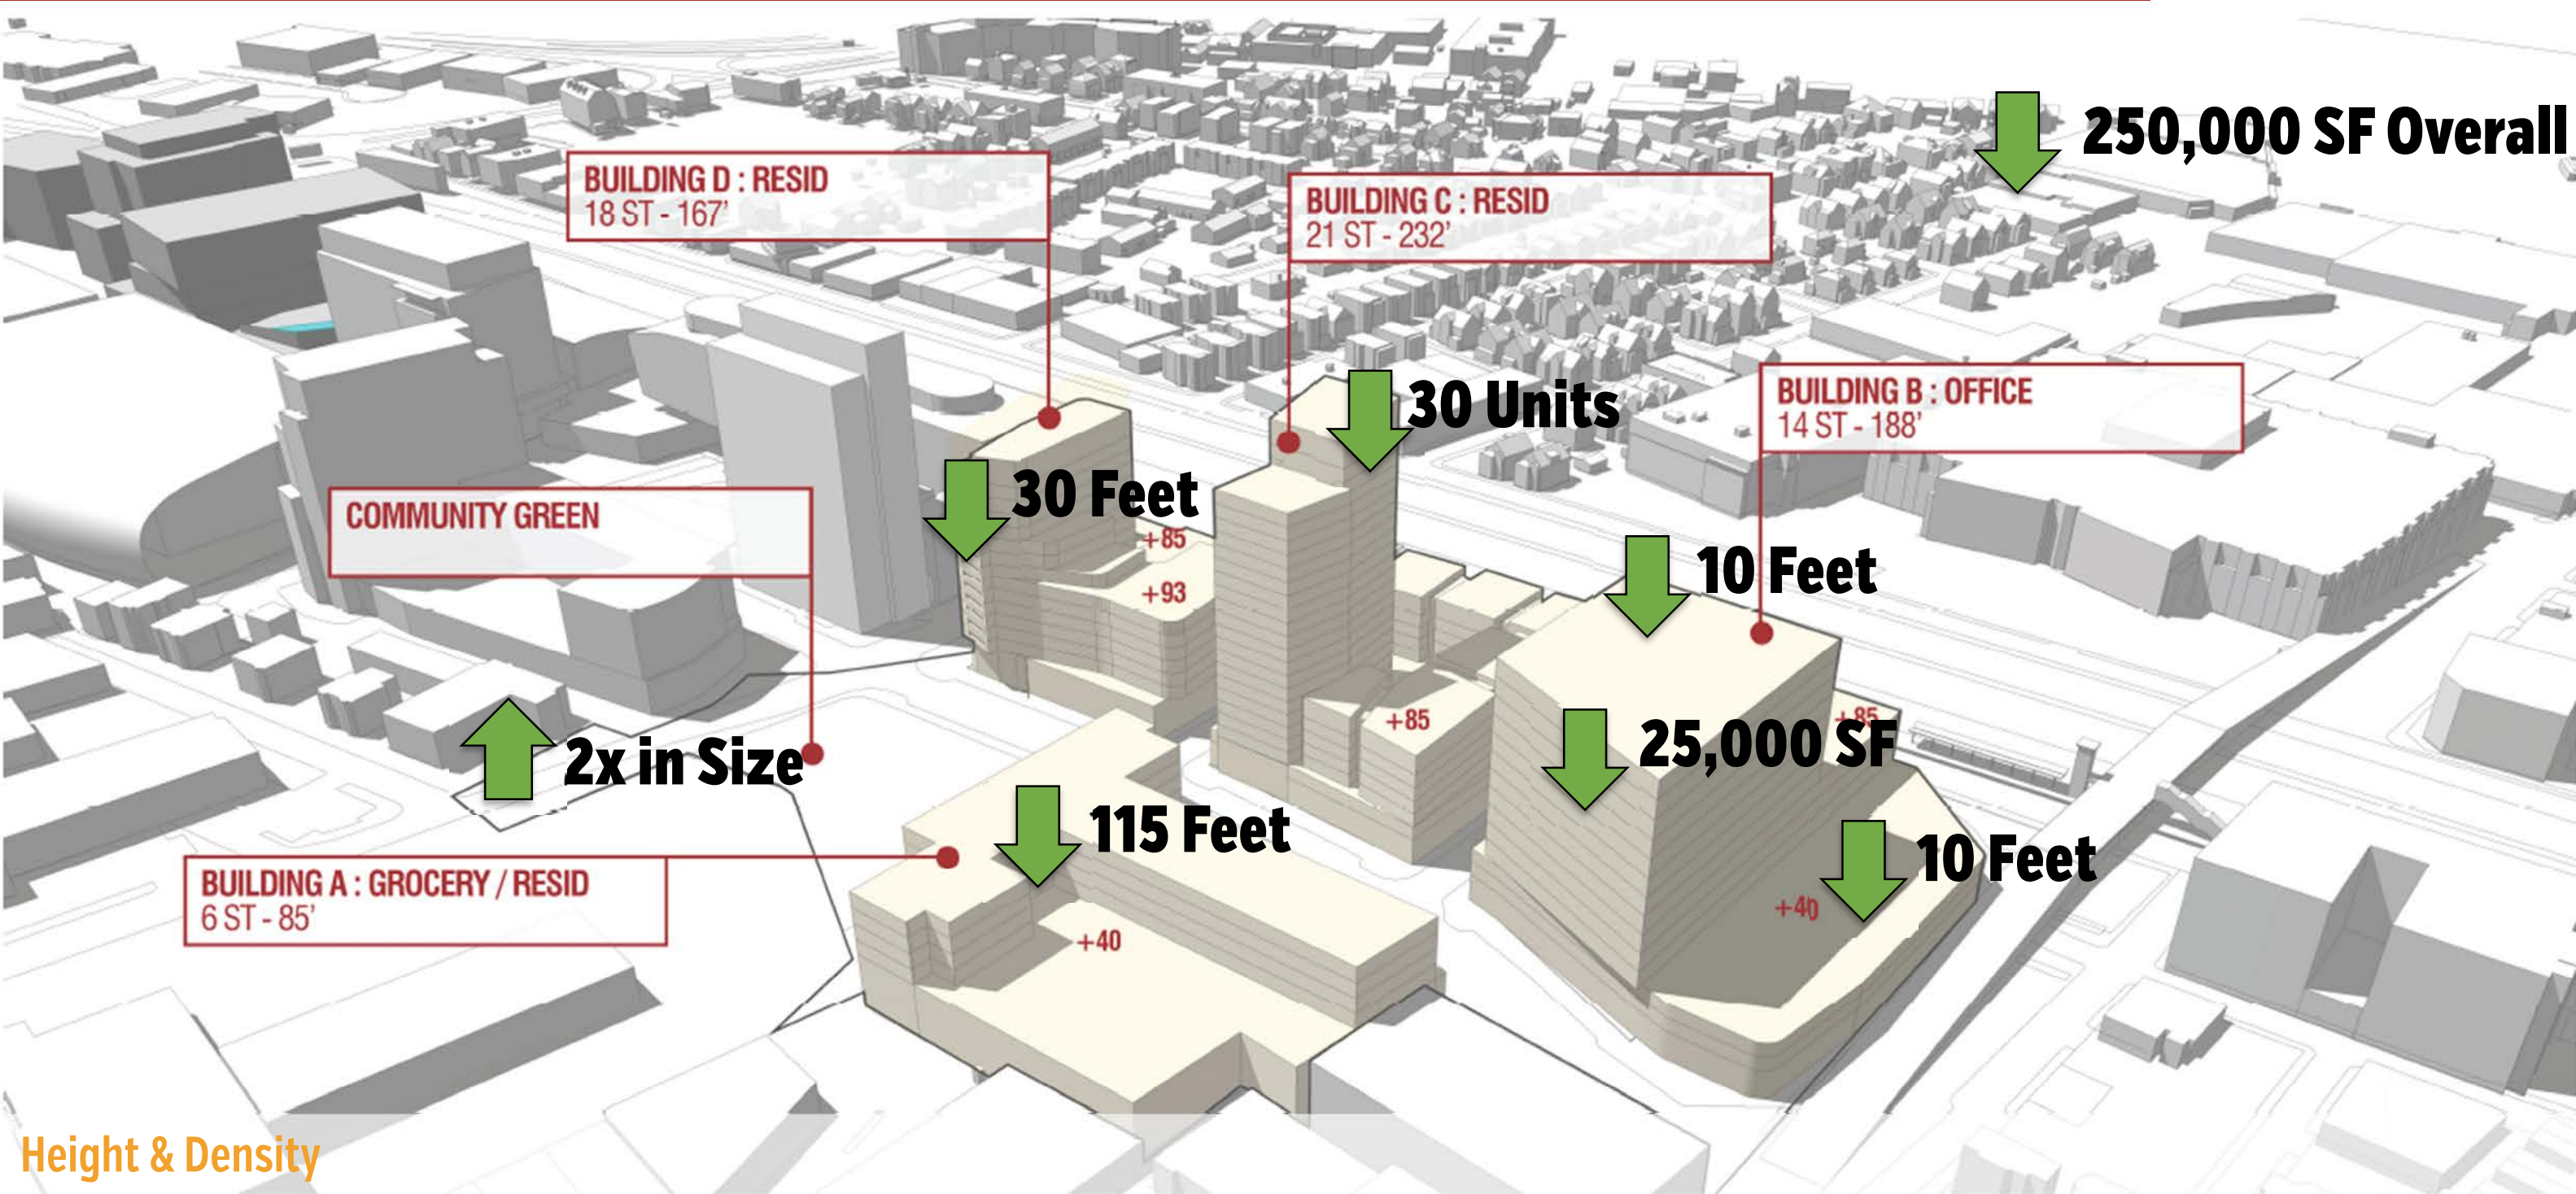 250,000 SF Overall
BUILDING D : RESID
18 ST - 167'
BUILDING C : RESID
21 ST - 232'
30 Units
BUILDING B : OFFICE
14 ST - 188'
30 Feet
COMMUNITY GREEN
+85
10 Feet
+93
+85
+85
25,000 SF
2x in Size
115 Feet
10 Feet
BUILDING A : GROCERY / RESID
6 ST - 85'
+40
+40
Height & Density